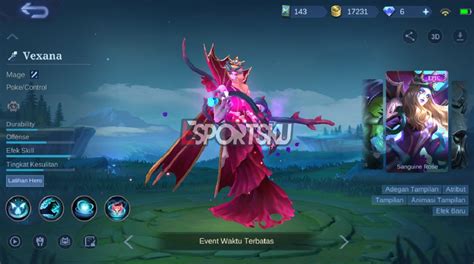 Vexana
143
17231
6
+
Mage
Poke/Control
3D
Durability
Offense
Efek Skill
Tingkat Kesulitan
Latihan Hero
ESPORTSKU
EPIC
Sanguine Rose
Adegan Tampilan
Atribut
Tampilan
Animasi Tampilan
Efek Baru
Event Waktu Terbatas